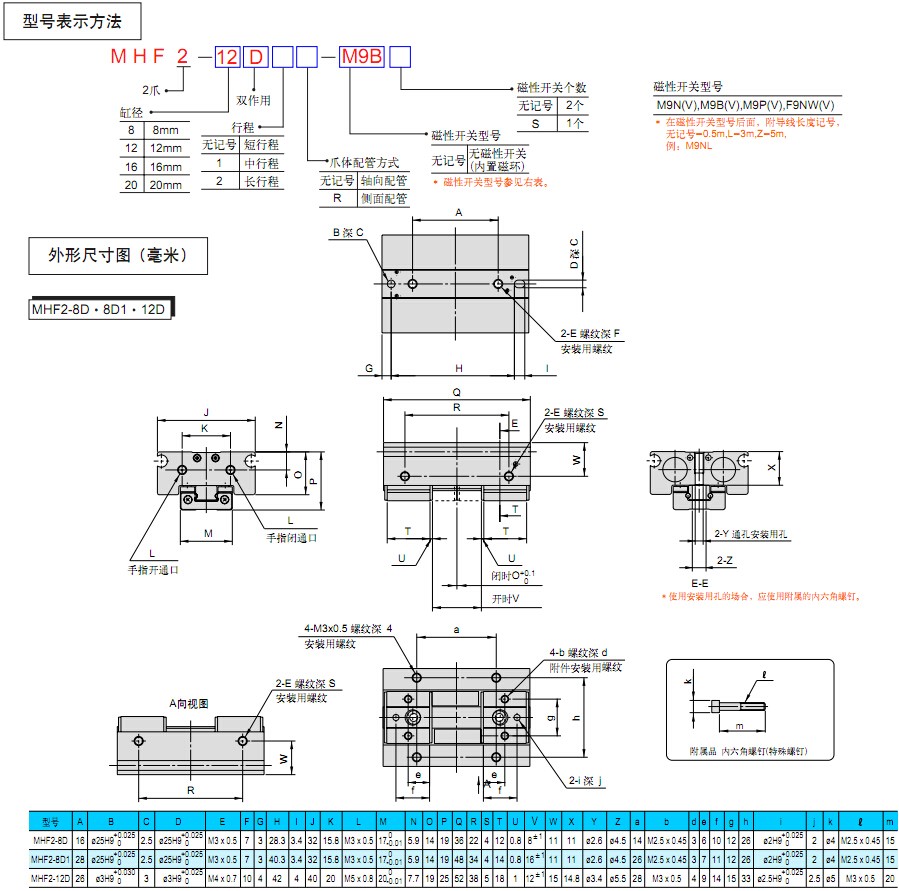 型号表示方法
MHF2－12D□□－M9B□
2爪
缸径
8 8mm
12 12mm
16 16mm
20 20mm
双作用
行程
无记号 短行程
1 中行程
2 长行程
爪体配管方式
无记号 轴向配管
R 侧面配管
磁性开关型号
无记号 无磁性开关
(内置磁环)
* 磁性开关型号参见右表。
磁性开关个数
无记号 2个
S 1个
磁性开关型号
M9N(V),M9B(V),M9P(V),F9NW(V)
* 在磁性开关型号后面，附导线长度记号，
无记号=0.5m,L=3m,Z=5m,
例：M9NL
外形尺寸图（毫米）
MHF2-8D・8D1・12D
A
B 深 C
D 深 C
2-E 螺纹深 F
安装用螺纹
G
H
I
J
K
N
O
P
L
手指闭通口
M
L
手指开通口
Q
R
2-E 螺纹深 S
安装用螺纹
E
W
T
T
T
U
U
闭时O+0.1 0
开时V
X
2-Y 通孔安装用孔
2-Z
E-E
* 使用安装用孔的场合、应使用附属的内六角螺钉。
4-M3x0.5 螺纹深 4
安装用螺纹
a
4-b 螺纹深 d
附件安装用螺纹
g
h
e
e
f
f
A
2-i 深 j
2-E 螺纹深 S
安装用螺纹
A向视图
W
R
k
ℓ
m
附属品 内六角螺钉(特殊螺钉)
型号 A B C D E F G H I J K L M N O P Q R S T U V W X Y Z a b d e f g h i j k ℓ m
MHF2-8D 16 ø25H9+0.025 0 2.5 ø25H9+0.025 0 M3 x 0.5 7 3 28.3 3.4 32 15.8 M3 x 0.5 17 0 -0.01 5.9 14 19 36 22 4 12 0.8 8±1 11 11 ø2.6 4.5 14 M2.5 x 0.45 3 6 10 12 26 ø2H9+0.025 0 2 ø4 M2.5 x 0.45 15
MHF2-8D1 28 ø25H9+0.025 0 2.5 ø25H9+0.025 0 M3 x 0.5 7 3 40.3 3.4 32 15.8 M3 x 0.5 17 0 -0.01 5.9 14 19 48 34 4 14 0.8 16±1 11 11 ø2.6 4.5 26 M2.5 x 0.45 3 7 11 12 26 ø2H9+0.025 0 2 ø4 M2.5 x 0.45 15
MHF2-12D 26 ø3H9+0.030 0 3 ø3H9+0.025 0 M4 x 0.7 10 4 42 4 40 20 M5 x 0.8 20 0 -0.01 7.7 19 25 52 38 5 18 1 12±1 15 14.8 ø3.4 ø5.5 28 M3 x 0.5 4 9 14 15 33 ø2.5H9+0.025 0 2.5 ø5 M3 x 0.5 20